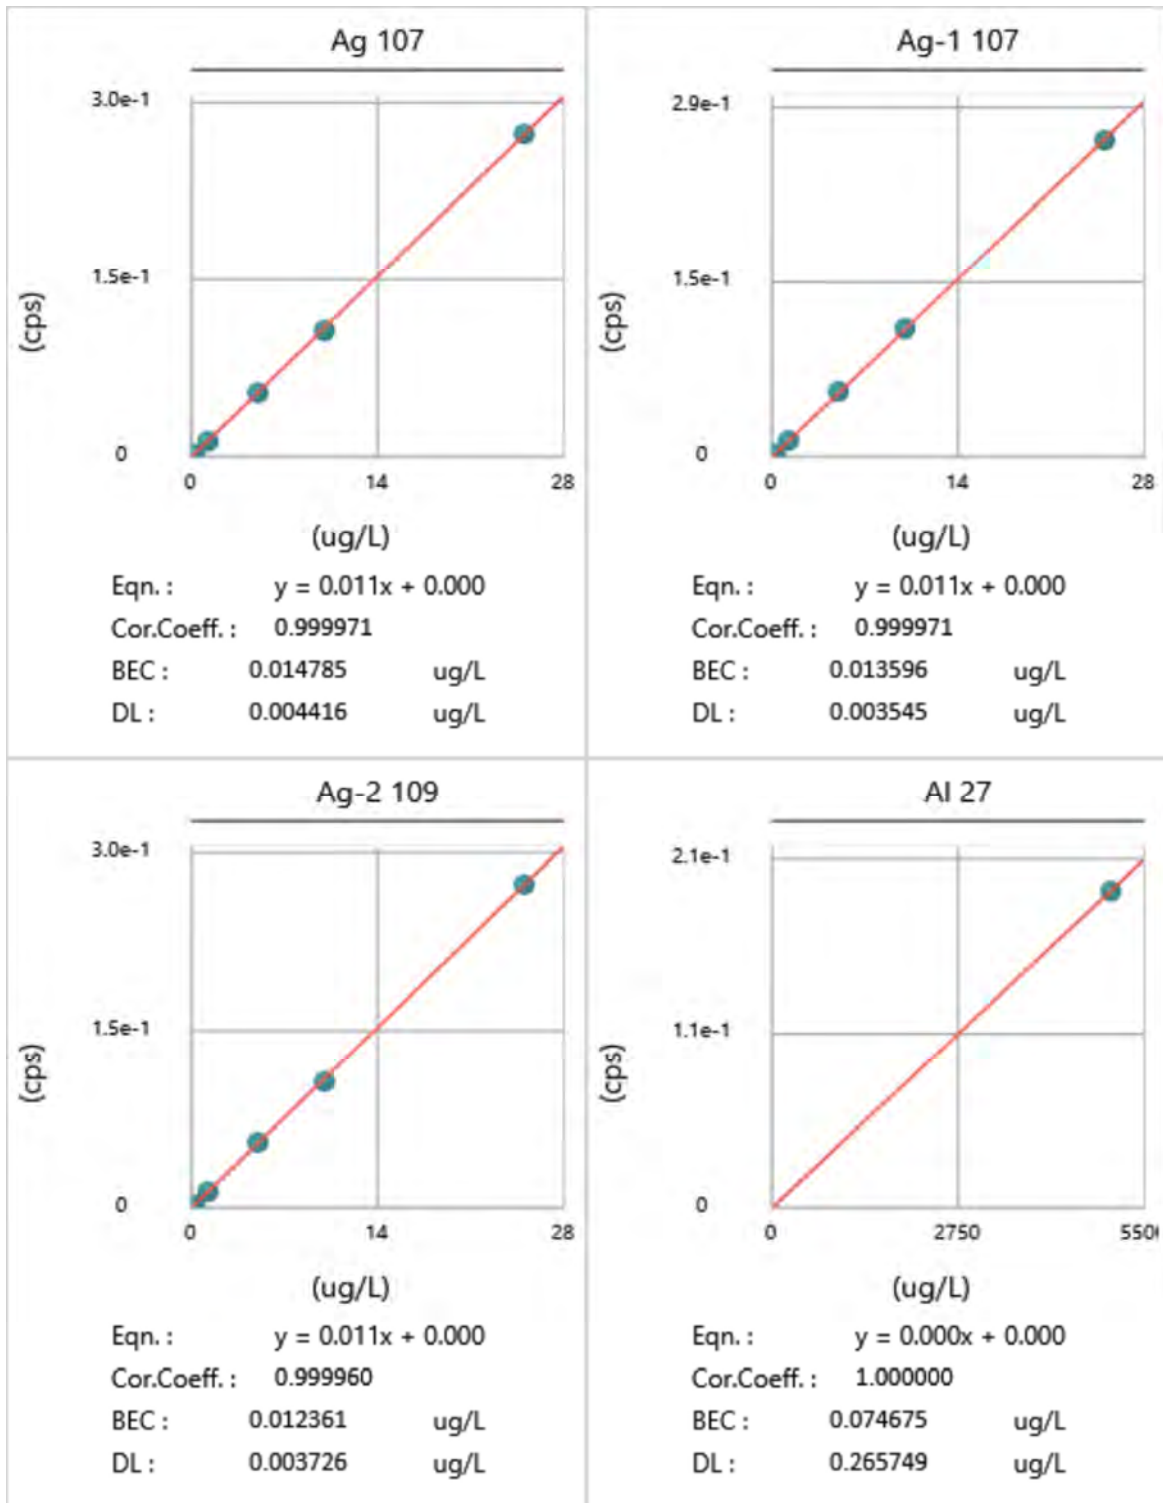 Ag 107
3.0e-1
1.5e-1
0
0 14 28
(cps)
(ug/L)
Eqn. : y = 0.011x + 0.000
Cor.Coeff. : 0.999971
BEC : 0.014785 ug/L
DL : 0.004416 ug/L
Ag-1 107
2.9e-1
1.5e-1
0
0 14 28
(cps)
(ug/L)
Eqn. : y = 0.011x + 0.000
Cor.Coeff. : 0.999971
BEC : 0.013596 ug/L
DL : 0.003545 ug/L
Ag-2 109
3.0e-1
1.5e-1
0
0 14 28
(cps)
(ug/L)
Eqn. : y = 0.011x + 0.000
Cor.Coeff. : 0.999960
BEC : 0.012361 ug/L
DL : 0.003726 ug/L
Al 27
2.1e-1
1.1e-1
0
0 2750
(cps)
(ug/L)
Eqn. : y = 0.000x + 0.000
Cor.Coeff. : 1.000000
BEC : 0.074675 ug/L
DL : 0.265749 ug/L